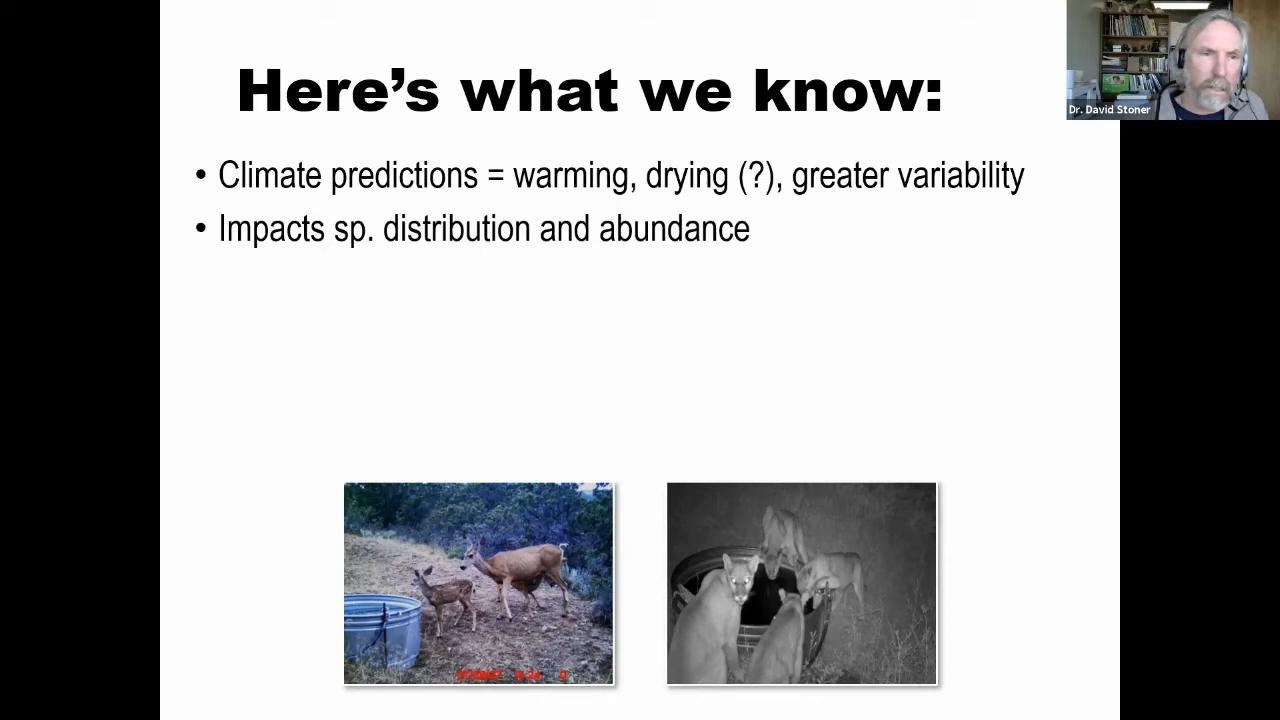 Here’s what we know:
Dr. David Stoner
• Climate predictions = warming, drying (?), greater variability
• Impacts sp. distribution and abundance